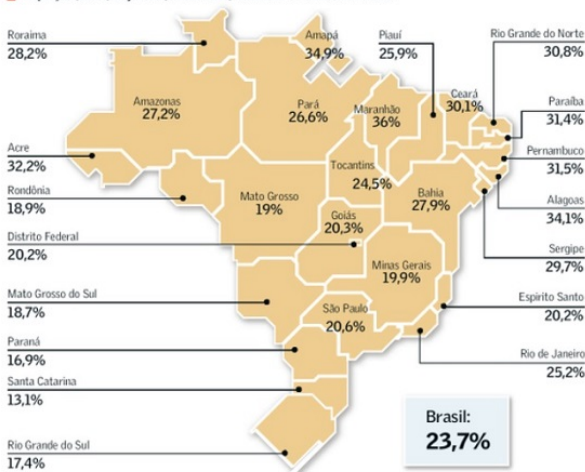 Roraima
28,2%
Amapá
34,9%
Piauí
25,9%
Rio Grande do Norte
30,8%
Amazonas
27,2%
Pará
26,6%
Maranhão
36%
Ceará
30,1%
Paraíba
31,4%
Acre
32,2%
Pernambuco
31,5%
Tocantins
24,5%
Rondônia
18,9%
Mato Grosso
19%
Bahia
27,9%
Alagoas
34,1%
Goiás
20,3%
Distrito Federal
20,2%
Sergipe
29,7%
Minas Gerais
19,9%
Mato Grosso do Sul
18,7%
Espirito Santo
20,2%
São Paulo
20,6%
Paraná
16,9%
Rio de Janeiro
25,2%
Santa Catarina
13,1%
Brasil:
23,7%
Rio Grande do Sul
17,4%